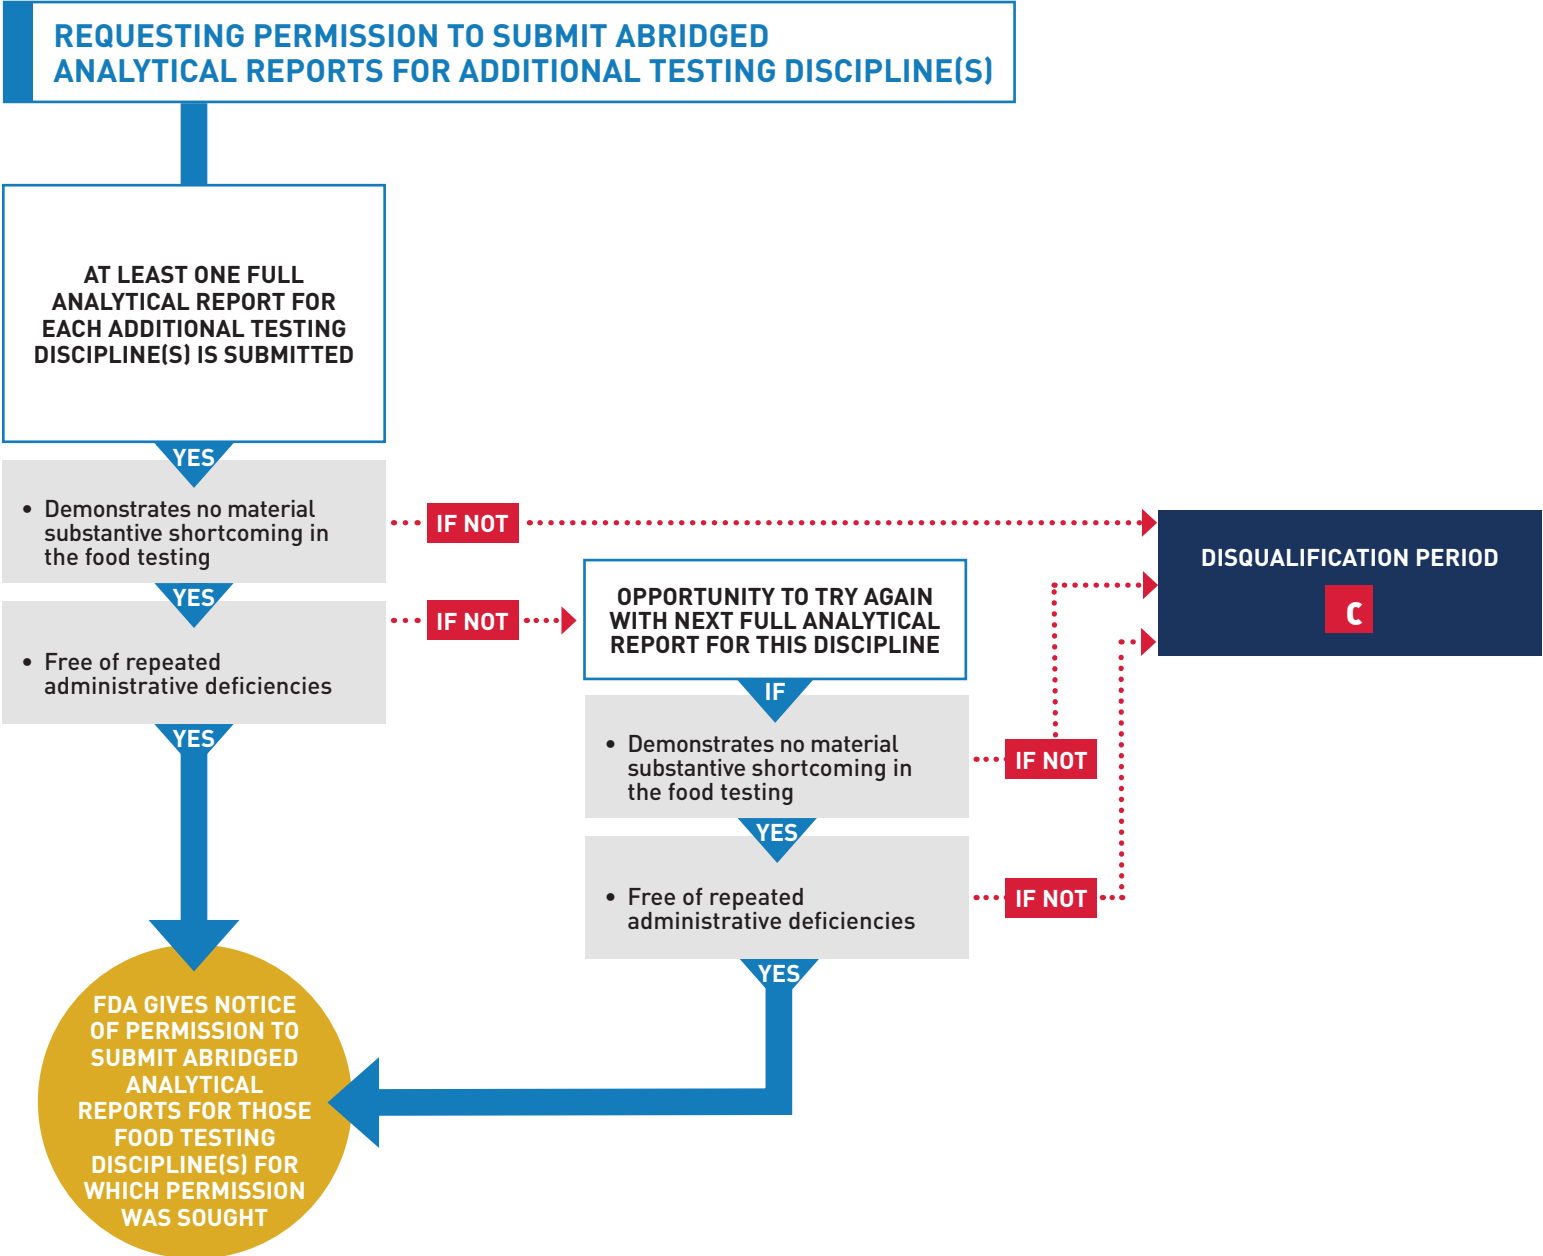 REQUESTING PERMISSION TO SUBMIT ABRIDGED
ANALYTICAL REPORTS FOR ADDITIONAL TESTING DISCIPLINE(S)
AT LEAST ONE FULL
ANALYTICAL REPORT FOR
EACH ADDITIONAL TESTING
DISCIPLINE(S) IS SUBMITTED
YES
• Demonstrates no material
substantive shortcoming in
the food testing
IF NOT
YES
• Free of repeated
administrative deficiencies
IF NOT
YES
OPPORTUNITY TO TRY AGAIN
WITH NEXT FULL ANALYTICAL
REPORT FOR THIS DISCIPLINE
IF
• Demonstrates no material
substantive shortcoming in
the food testing
IF NOT
YES
• Free of repeated
administrative deficiencies
IF NOT
YES
DISQUALIFICATION PERIOD
C
FDA GIVES NOTICE
OF PERMISSION TO
SUBMIT ABRIDGED
ANALYTICAL
REPORTS FOR THOSE
FOOD TESTING
DISCIPLINE(S) FOR
WHICH PERMISSION
WAS SOUGHT